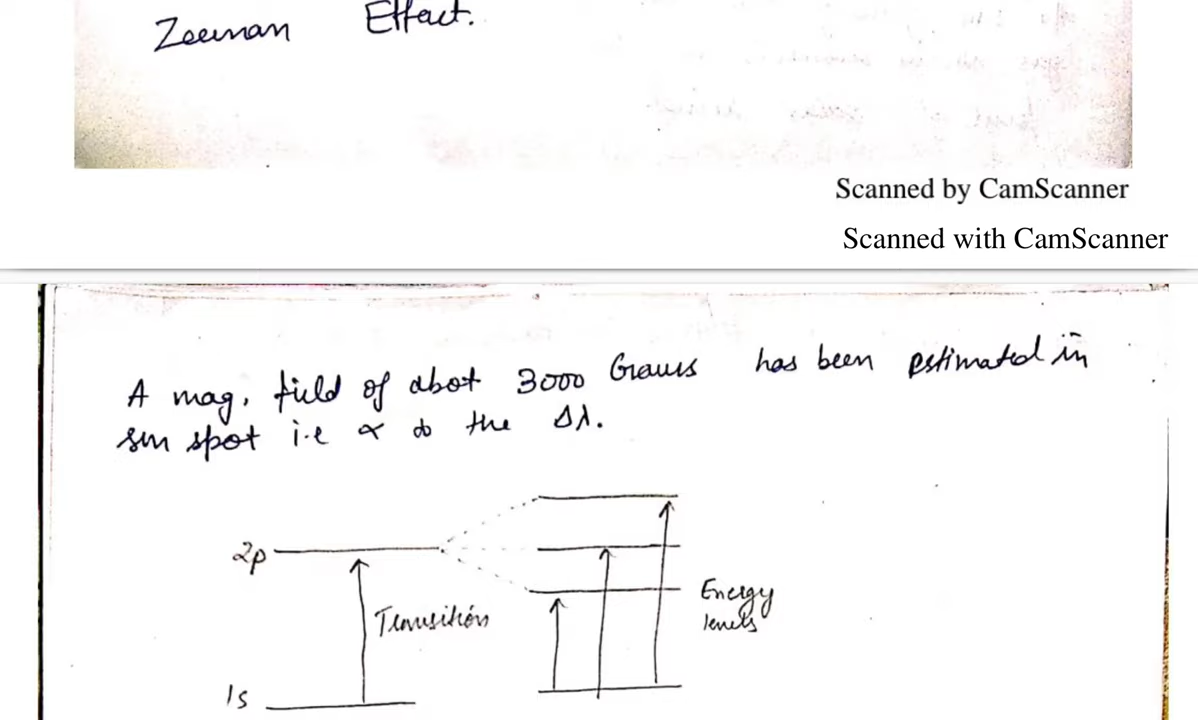 Zeeman Effect.
Scanned by CamScanner
Scanned with CamScanner
A mag. field of abot 3000 Grauss has been estimated in
sun spot i.e ∝ to the Δλ.
2p
Transition
Energy
levels
1s